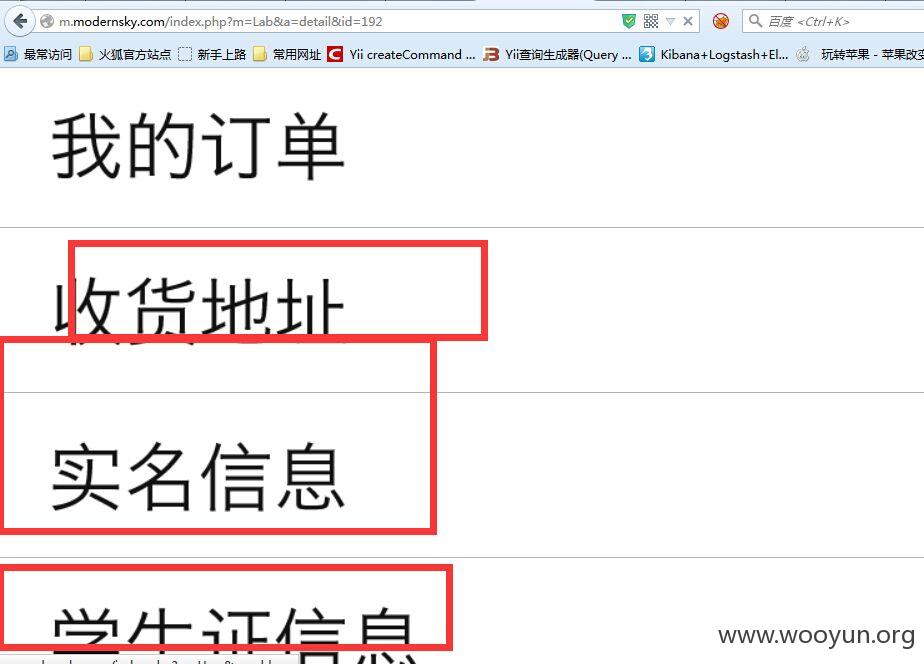 m.modernsky.com/index.php?m=Lab&a=detail&id=192
百度 <Ctrl+K>
最常访问 火狐官方站点 新手上路 常用网址 Yii createCommand ... Yii查询生成器(Query ... Kibana+Logstash+El... 玩转苹果 - 苹果改变
我的订单
收货地址
实名信息
学生证信息
www.wooyun.org